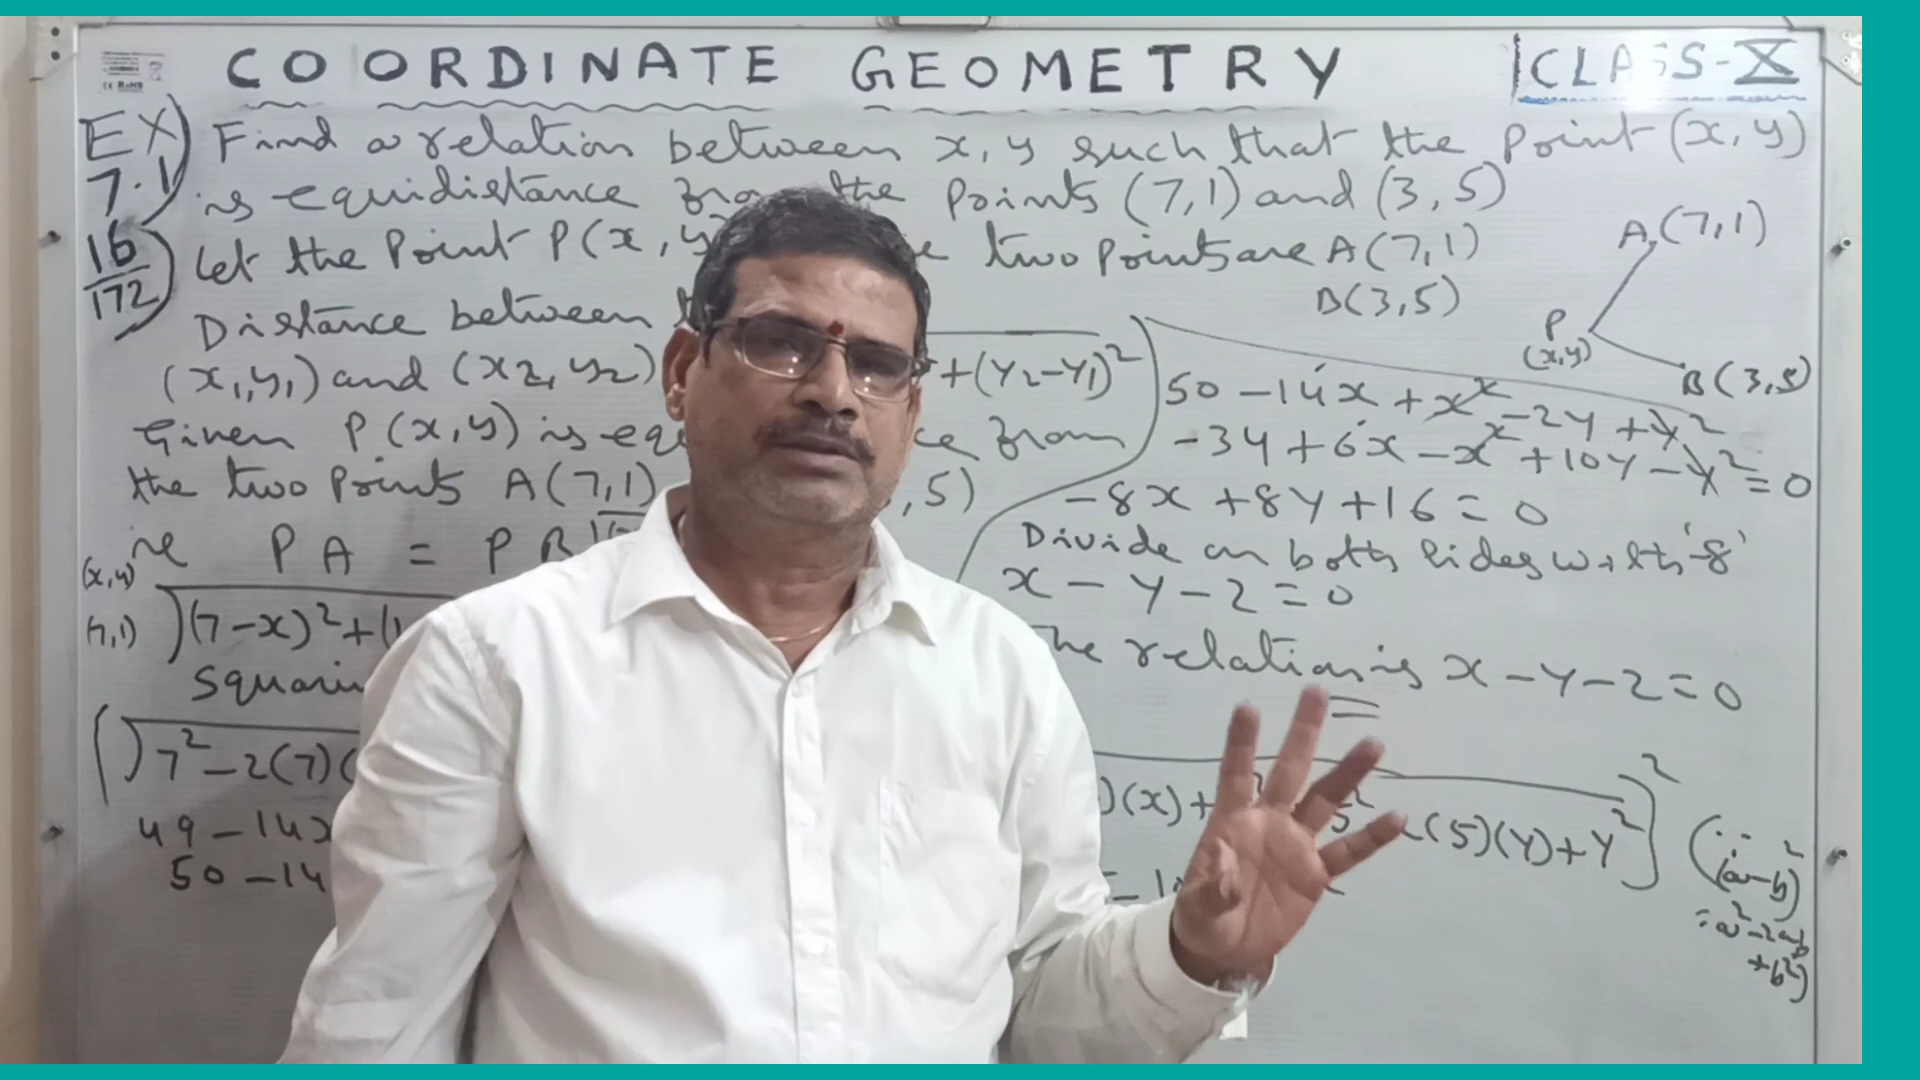 COORDINATE GEOMETRY
CLASS-X
EX 7.1
16/172
Find a relation between x, y such that the point (x, y)
is equidistance from the points (7,1) and (3,5)
Let the point P(x, y two points are A(7,1)
B(3,5)
Distance between
(x1, y1) and (x2, y2) +(Y2-Y1)²
Given P(x,y) is from
the two points A(7,1) ,5)
ie PA = PB
(x,y)
(7,1)
√(7-x)²+(1
(√7²-2(7)(
49-14x
50-14
A(7,1)
P
(x,y)
B(3,5)
50-14x+x²-2y+y²
-34+6x-x²+10y-y²=0
-8x+8y+16=0
Divide on both sides with '-8'
x-y-2=0
The relation is x-y-2=0
)(x)+ (5)(y)+y²)²
(∵
(a-b)²
=a²-2ab
+b²)